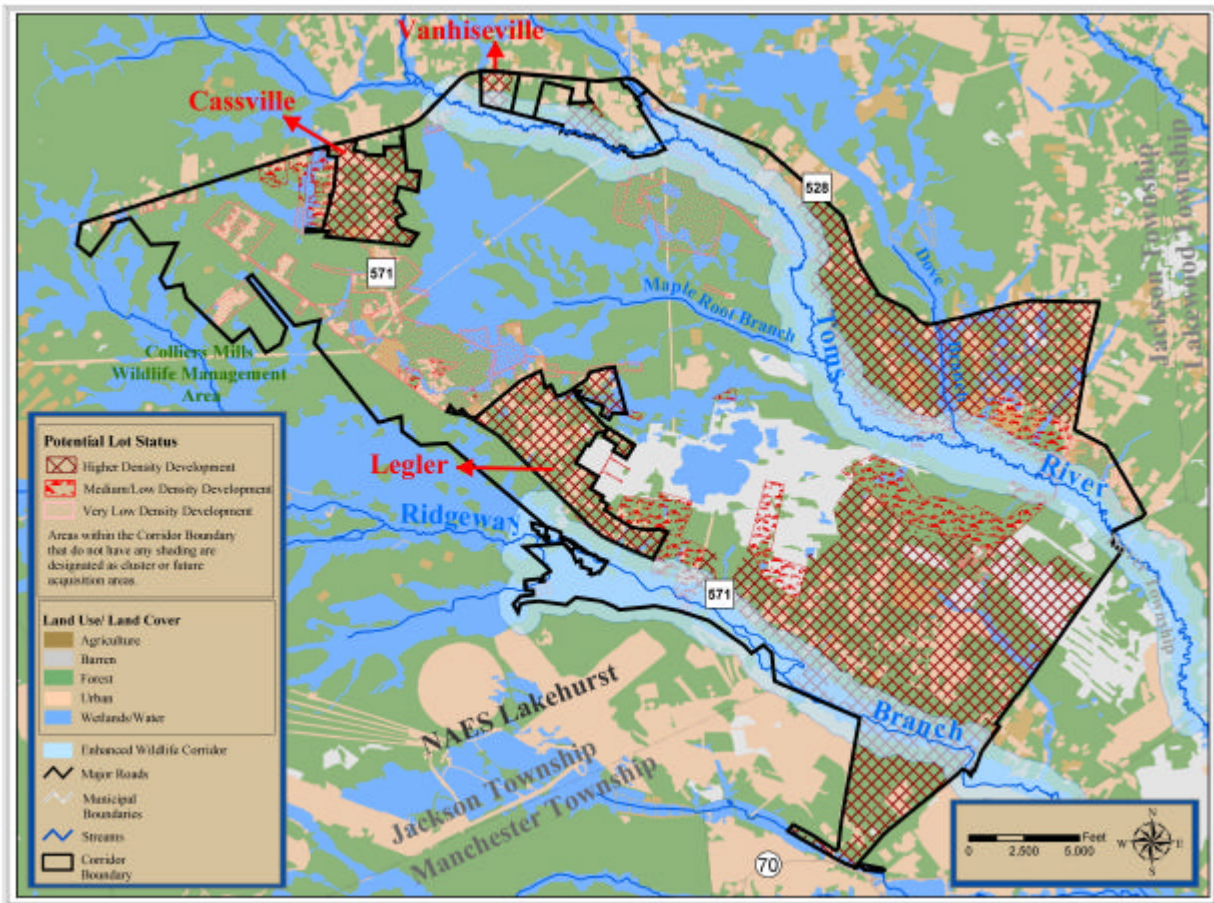 Vanhiseville
Cassville
528
Jackson Township
Lakewood Township
Dove
571
Maple Root Branch
Toms
Colliers Mills
Wildlife Management
Area
Legler
River
Ridgeway
571
NAES Lakehurst
Branch
Jackson Township
Manchester Township
70
Potential Lot Status
Higher Density Development
Medium/Low Density Development
Very Low Density Development
Areas within the Corridor Boundary
that do not have any shading are
designated as cluster or future
acquisition areas.
Land Use/ Land Cover
Agriculture
Barren
Forest
Urban
Wetlands/Water
Enhanced Wildlife Corridor
Major Roads
Municipal
Boundaries
Streams
Corridor
Boundary
Feet
0 2,500 5,000
N
W E
S